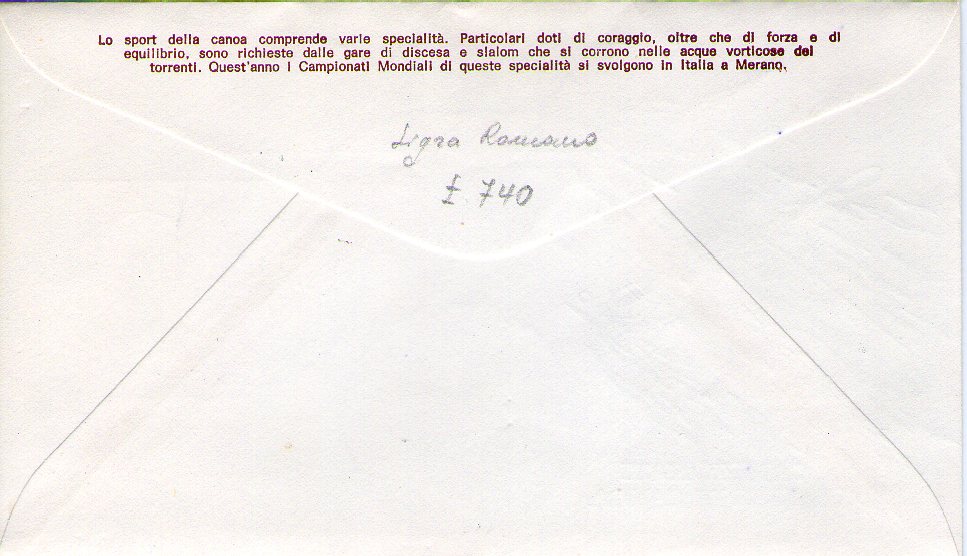 Lo sport della canoa comprende varie specialità. Particolari doti di coraggio, oltre che di forza e di
equilibrio, sono richieste dalle gare di discesa e slalom che si corrono nelle acque vorticose dei
torrenti. Quest'anno i Campionati Mondiali di queste specialità si svolgono in Italia a Merano.
Ligra Romano
£ 740